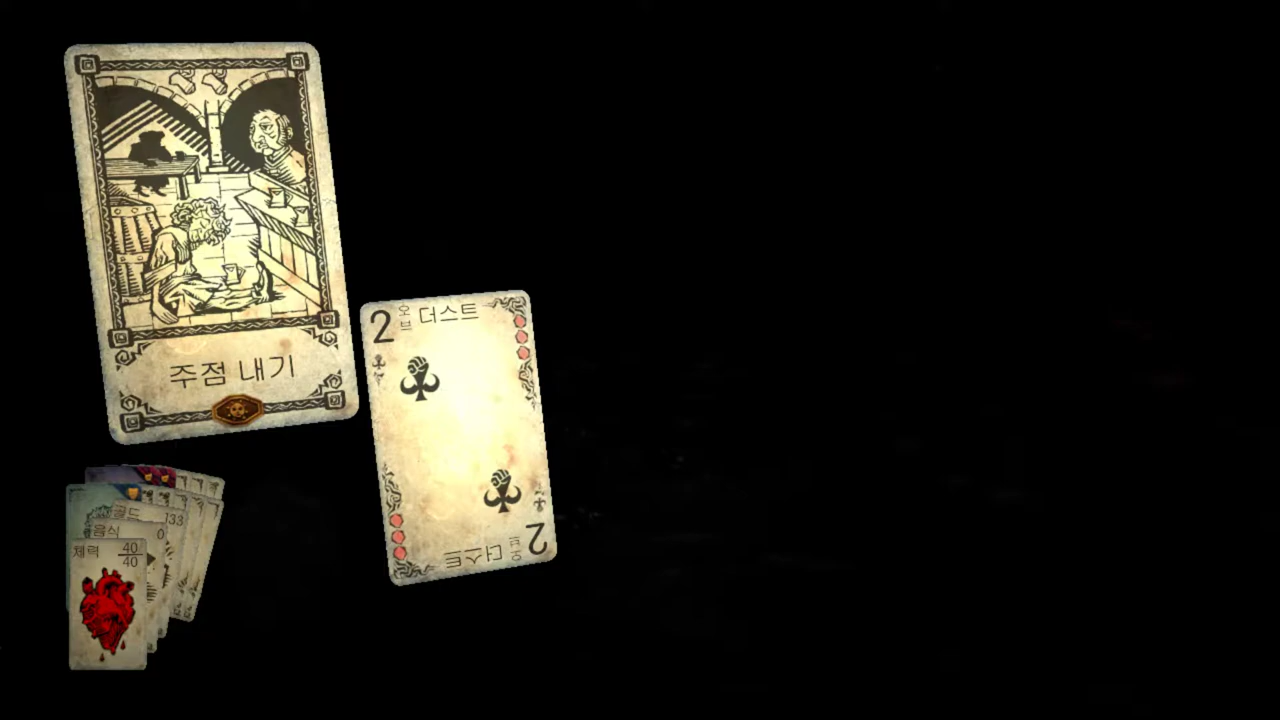 주점 내기
2 오브 더스트
2 오브 더스트
골드 133
음식 0
체력 40/40